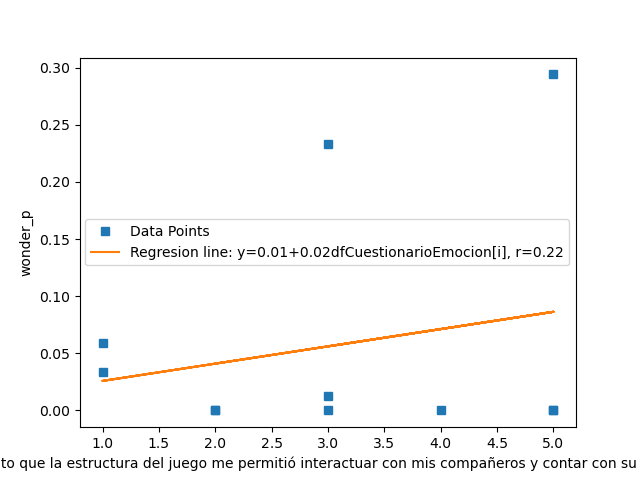 0.30
0.25
0.20
0.15
0.10
0.05
0.00
wonder_p
Data Points
Regresion line: y=0.01+0.02dfCuestionarioEmocion[i], r=0.22
1.0 1.5 2.0 2.5 3.0 3.5 4.0 4.5 5.0
to que la estructura del juego me permitió interactuar con mis compañeros y contar con su